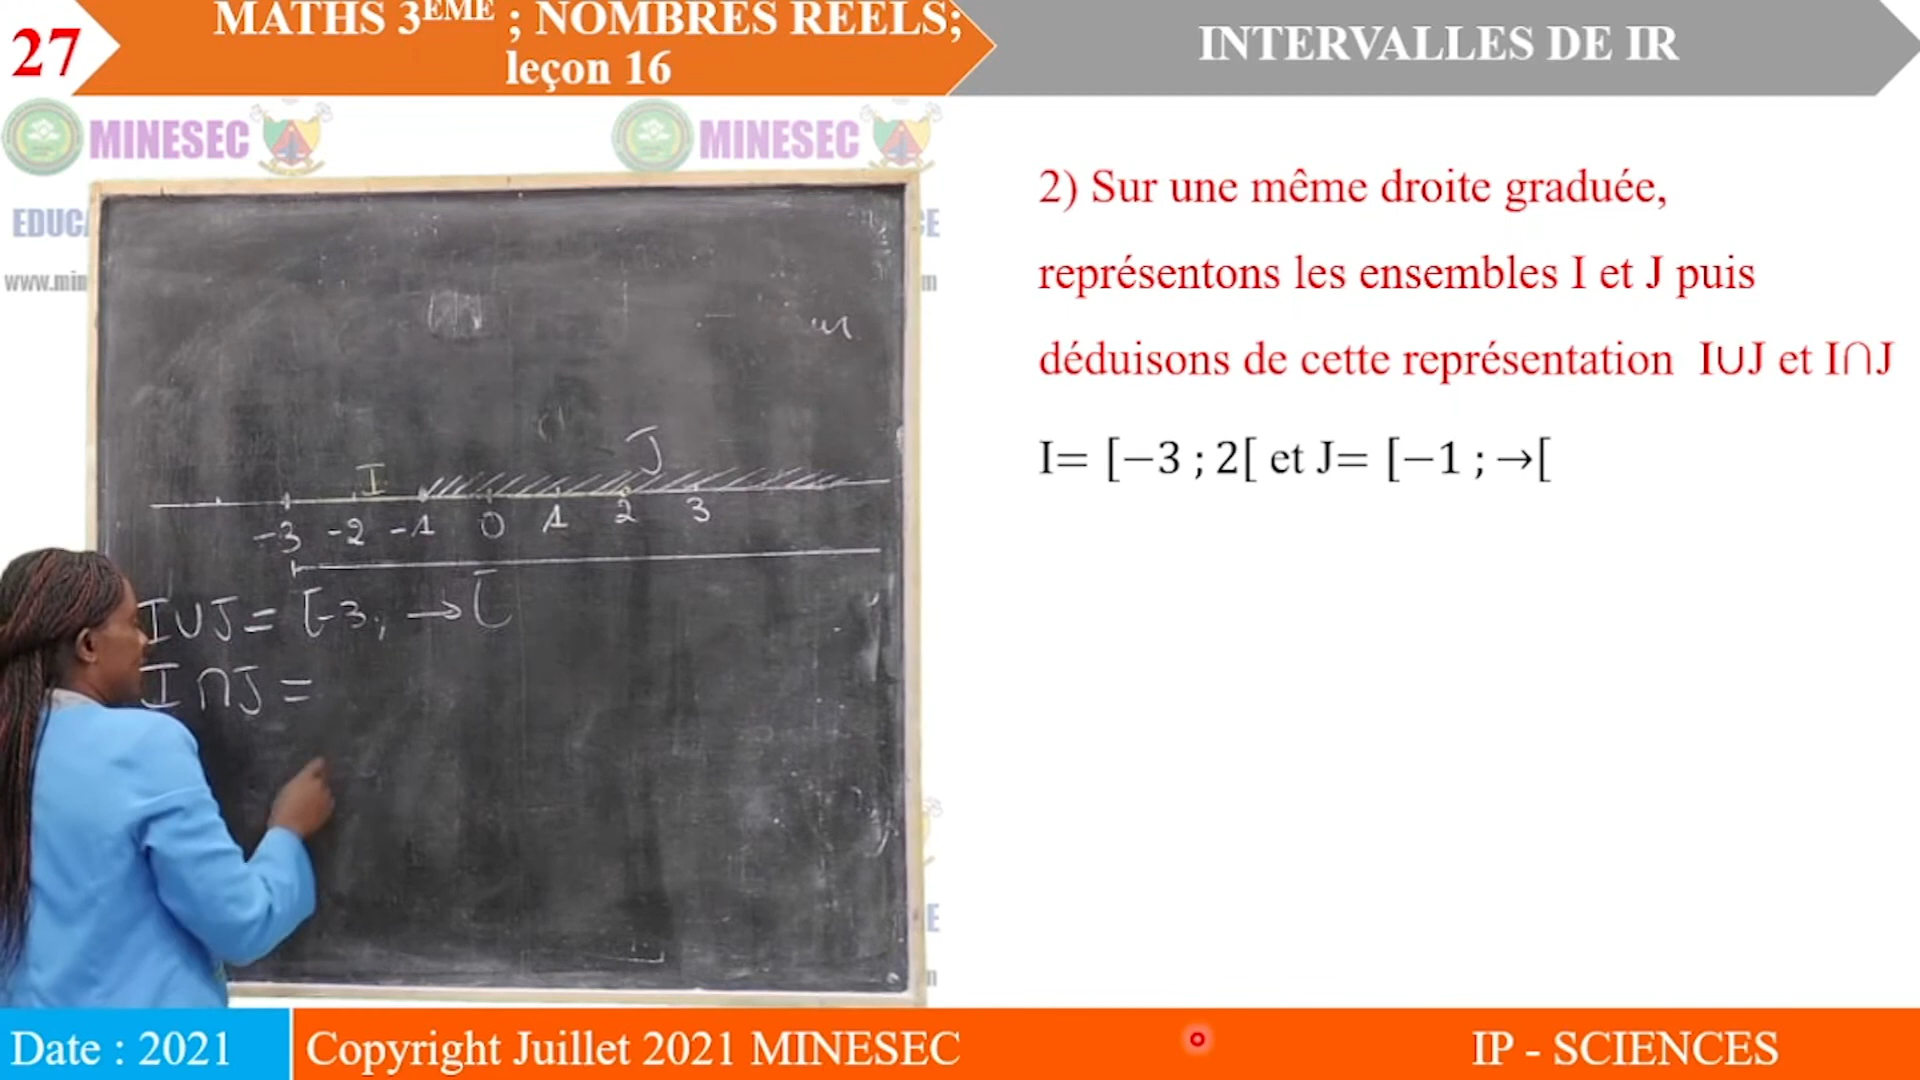 27
MATHS 3EME ; NOMBRES REELS;
leçon 16
INTERVALLES DE IR
MINESEC
MINESEC
2) Sur une même droite graduée,
représentons les ensembles I et J puis
déduisons de cette représentation I∪J et I∩J
I= [−3 ; 2[ et J= [−1 ; →[
I J
-3 -2 -1 0 1 2 3
I∪J = [-3; →[
I∩J =
Date : 2021
Copyright Juillet 2021 MINESEC
IP - SCIENCES